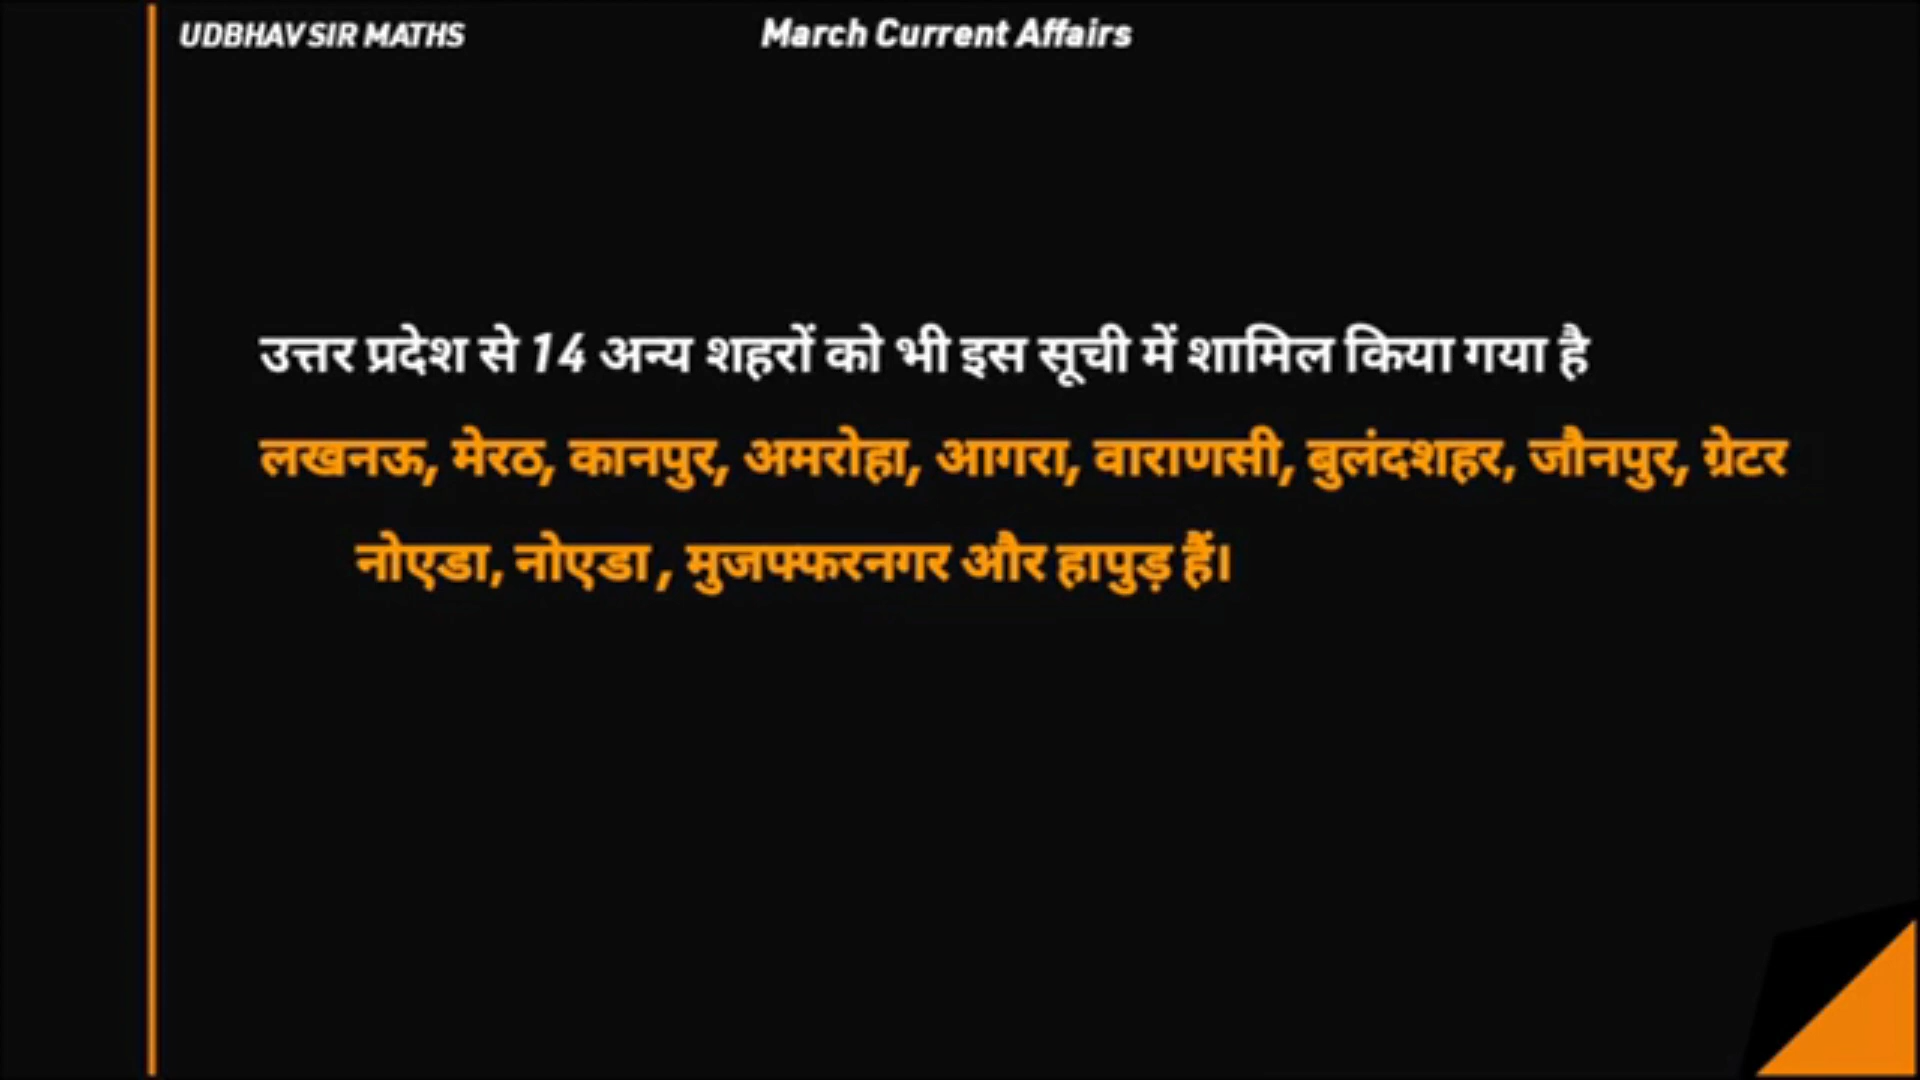 UDBHAV SIR MATHS
March Current Affairs
उत्तर प्रदेश से 14 अन्य शहरों को भी इस सूची में शामिल किया गया है
लखनऊ, मेरठ, कानपुर, अमरोहा, आगरा, वाराणसी, बुलंदशहर, जौनपुर, ग्रेटर
नोएडा, नोएडा , मुजफ्फरनगर और हापुड़ हैं।